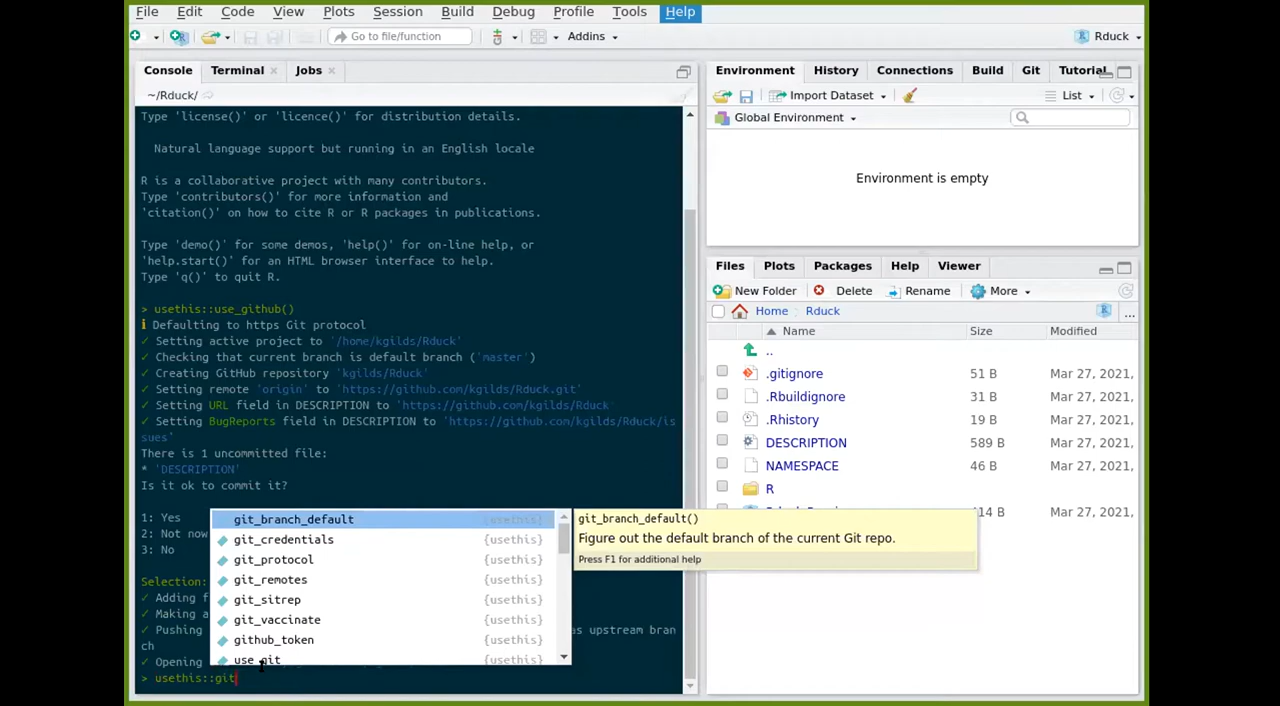 File Edit Code View Plots Session Build Debug Profile Tools Help
Go to file/function Addins Rduck
Console Terminal × Jobs ×
~/Rduck/
Type 'license()' or 'licence()' for distribution details.
Natural language support but running in an English locale
R is a collaborative project with many contributors.
Type 'contributors()' for more information and
'citation()' on how to cite R or R packages in publications.
Type 'demo()' for some demos, 'help()' for on-line help, or
'help.start()' for an HTML browser interface to help.
Type 'q()' to quit R.
> usethis::use_github()
ℹ Defaulting to https Git protocol
✓ Setting active project to '/home/kgilds/Rduck'
✓ Checking that current branch is default branch ('master')
✓ Creating GitHub repository 'kgilds/Rduck'
✓ Setting remote 'origin' to 'https://github.com/kgilds/Rduck.git'
✓ Setting URL field in DESCRIPTION to 'https://github.com/kgilds/Rduck'
✓ Setting BugReports field in DESCRIPTION to 'https://github.com/kgilds/Rduck/is
sues'
There is 1 uncommitted file:
* 'DESCRIPTION'
Is it ok to commit it?
1: Yes
2: Not now
3: No
Selection:
✓ Adding f
✓ Making a
✓ Pushing as upstream bran
ch
✓ Opening
> usethis::git
git_branch_default {usethis}
git_credentials {usethis}
git_protocol {usethis}
git_remotes {usethis}
git_sitrep {usethis}
git_vaccinate {usethis}
github_token {usethis}
use_git {usethis}
git_branch_default()
Figure out the default branch of the current Git repo.
Press F1 for additional help
Environment History Connections Build Git Tutorial
Import Dataset List
Global Environment
Environment is empty
Files Plots Packages Help Viewer
New Folder Delete Rename More
Home Rduck ...
Name Size Modified
..
.gitignore 51 B Mar 27, 2021,
.Rbuildignore 31 B Mar 27, 2021,
.Rhistory 19 B Mar 27, 2021,
DESCRIPTION 589 B Mar 27, 2021,
NAMESPACE 46 B Mar 27, 2021,
R
414 B Mar 27, 2021,